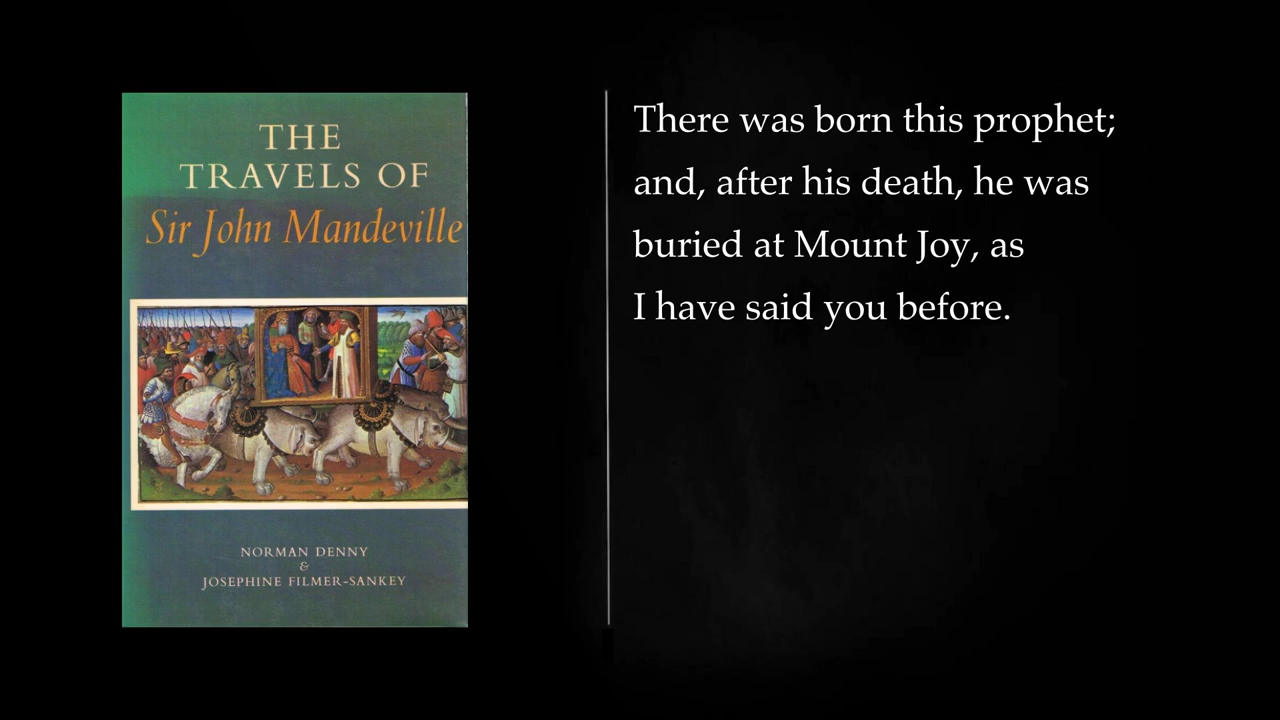 THE
TRAVELS OF
Sir John Mandeville
NORMAN DENNY
&
JOSEPHINE FILMER-SANKEY
There was born this prophet;
and, after his death, he was
buried at Mount Joy, as
I have said you before.